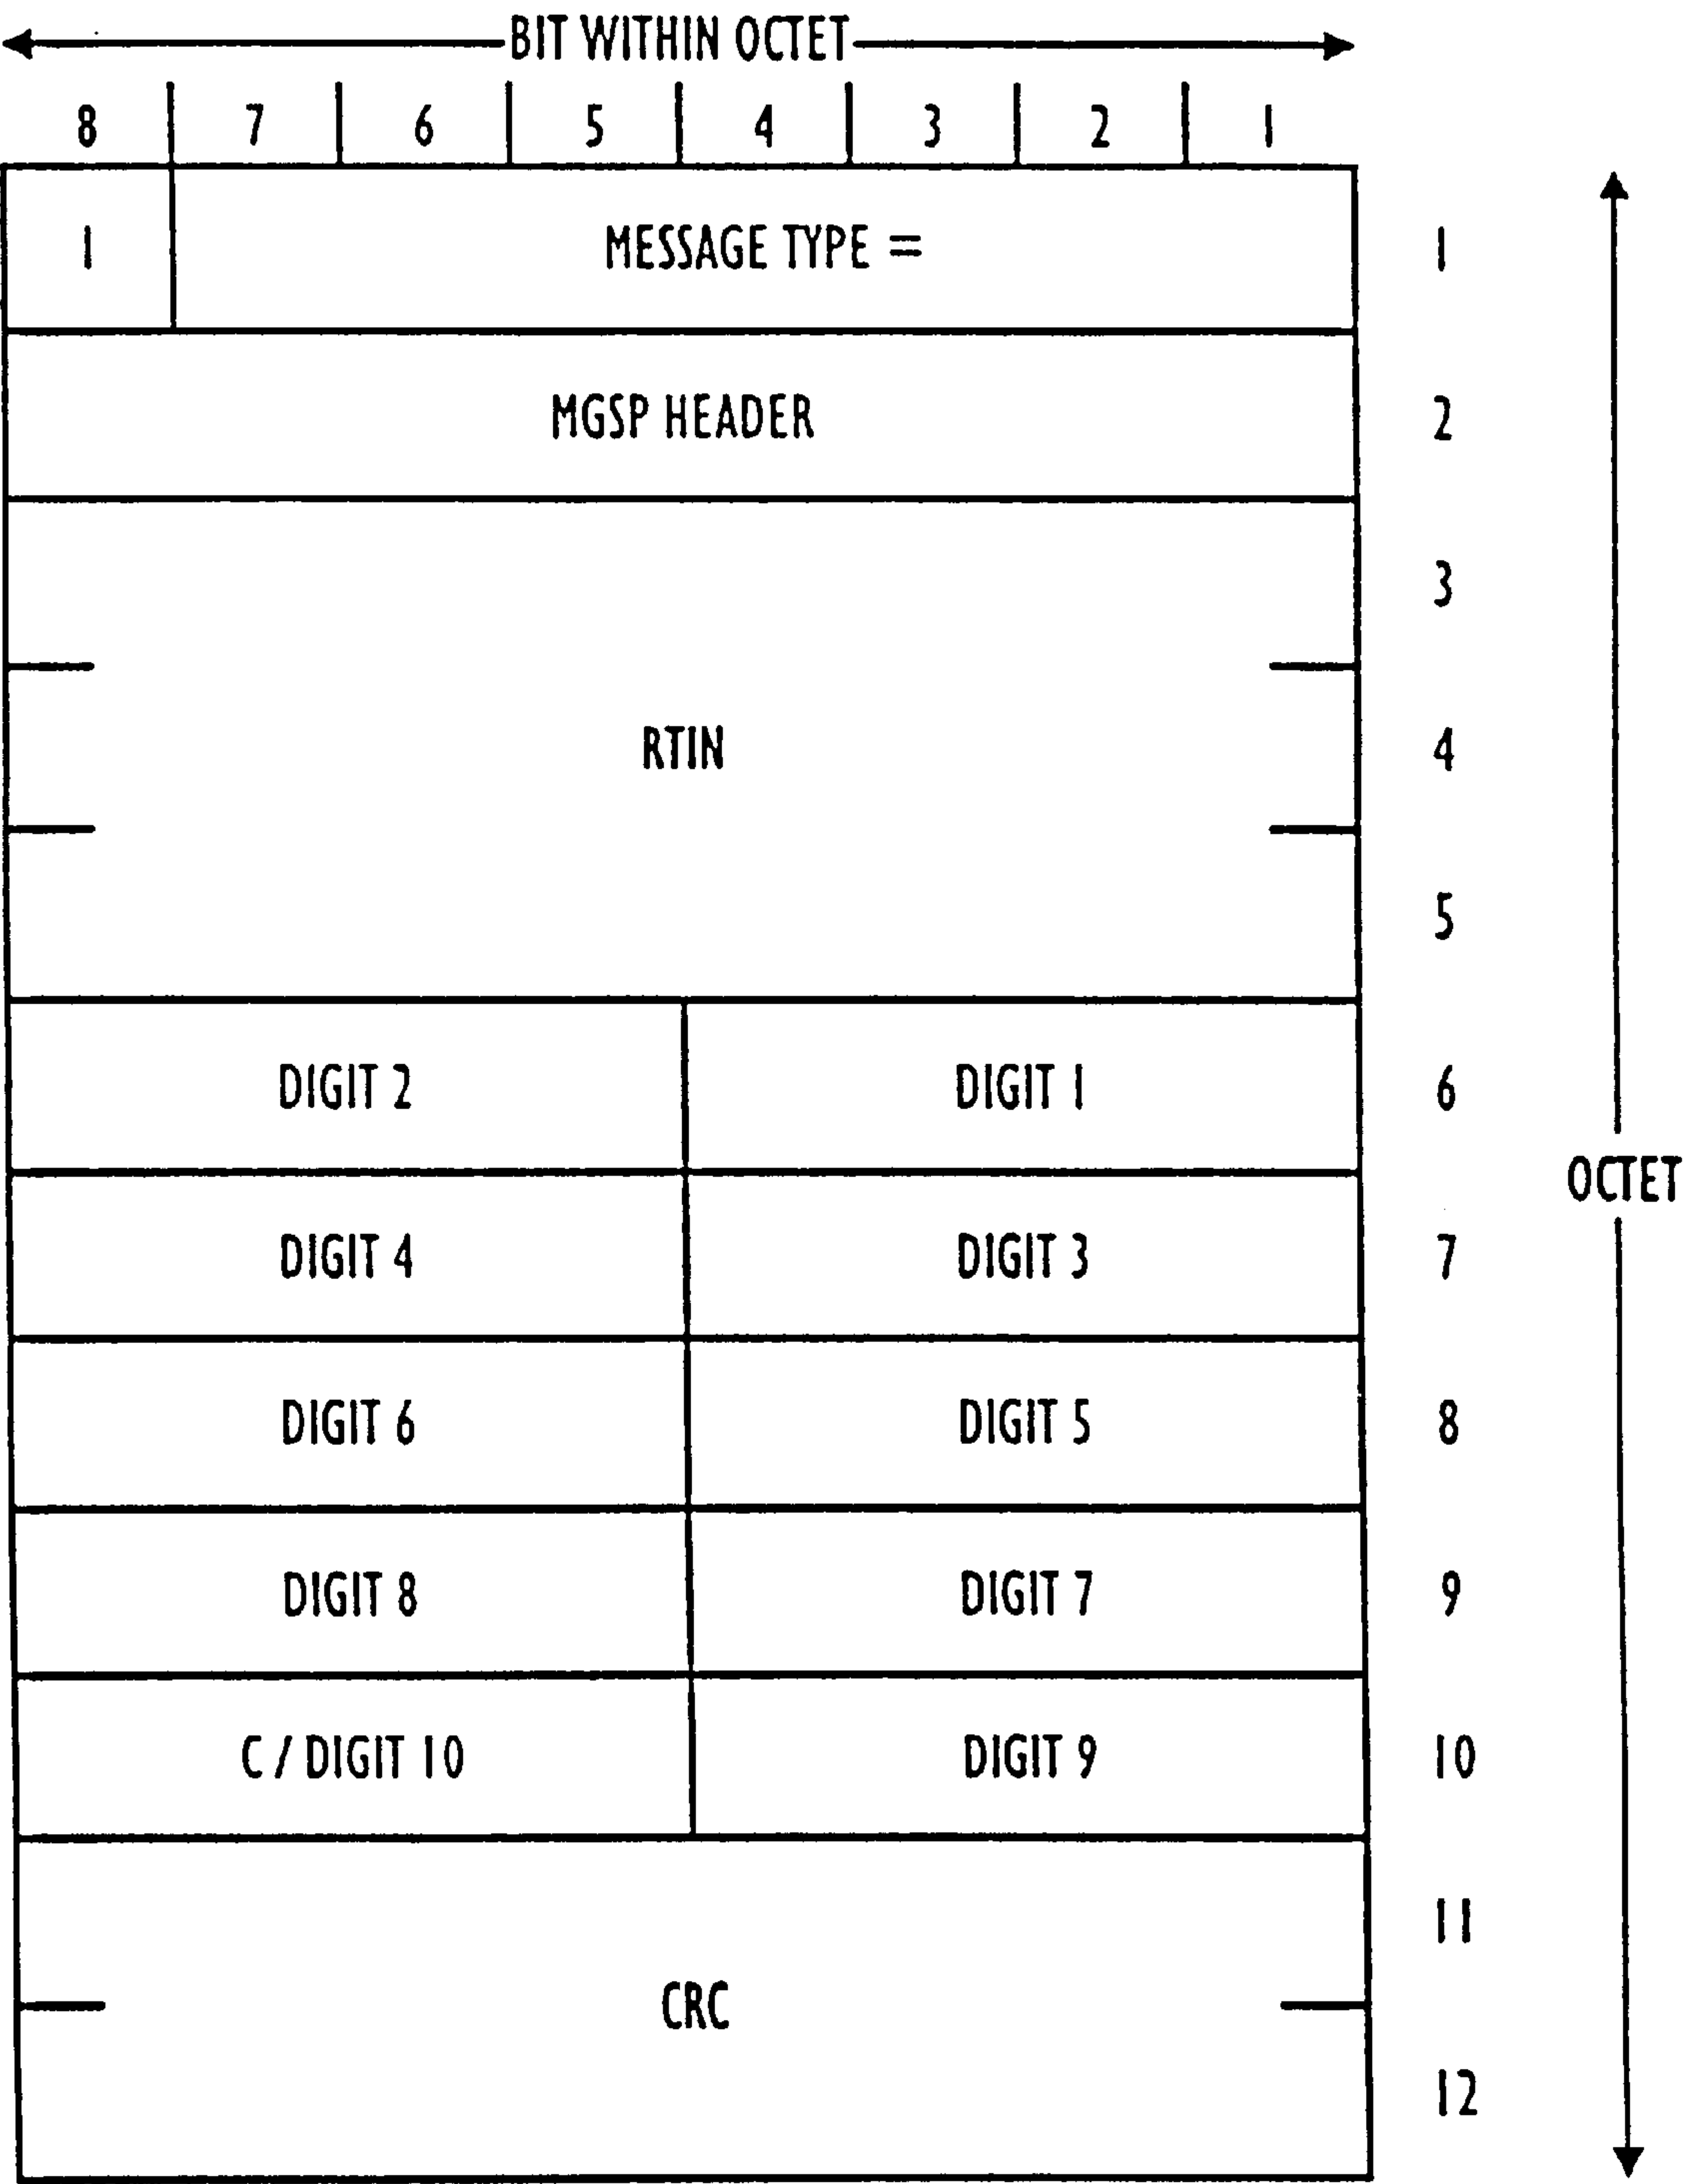 BIT WITHIN OCTET
8 7 6 5 4 3 2 1
1 MESSAGE TYPE = 1
MGSP HEADER 2
3
RTIN 4
5
DIGIT 2 DIGIT 1 6
OCTET
DIGIT 4 DIGIT 3 7
DIGIT 6 DIGIT 5 8
DIGIT 8 DIGIT 7 9
C / DIGIT 10 DIGIT 9 10
11
CRC
12